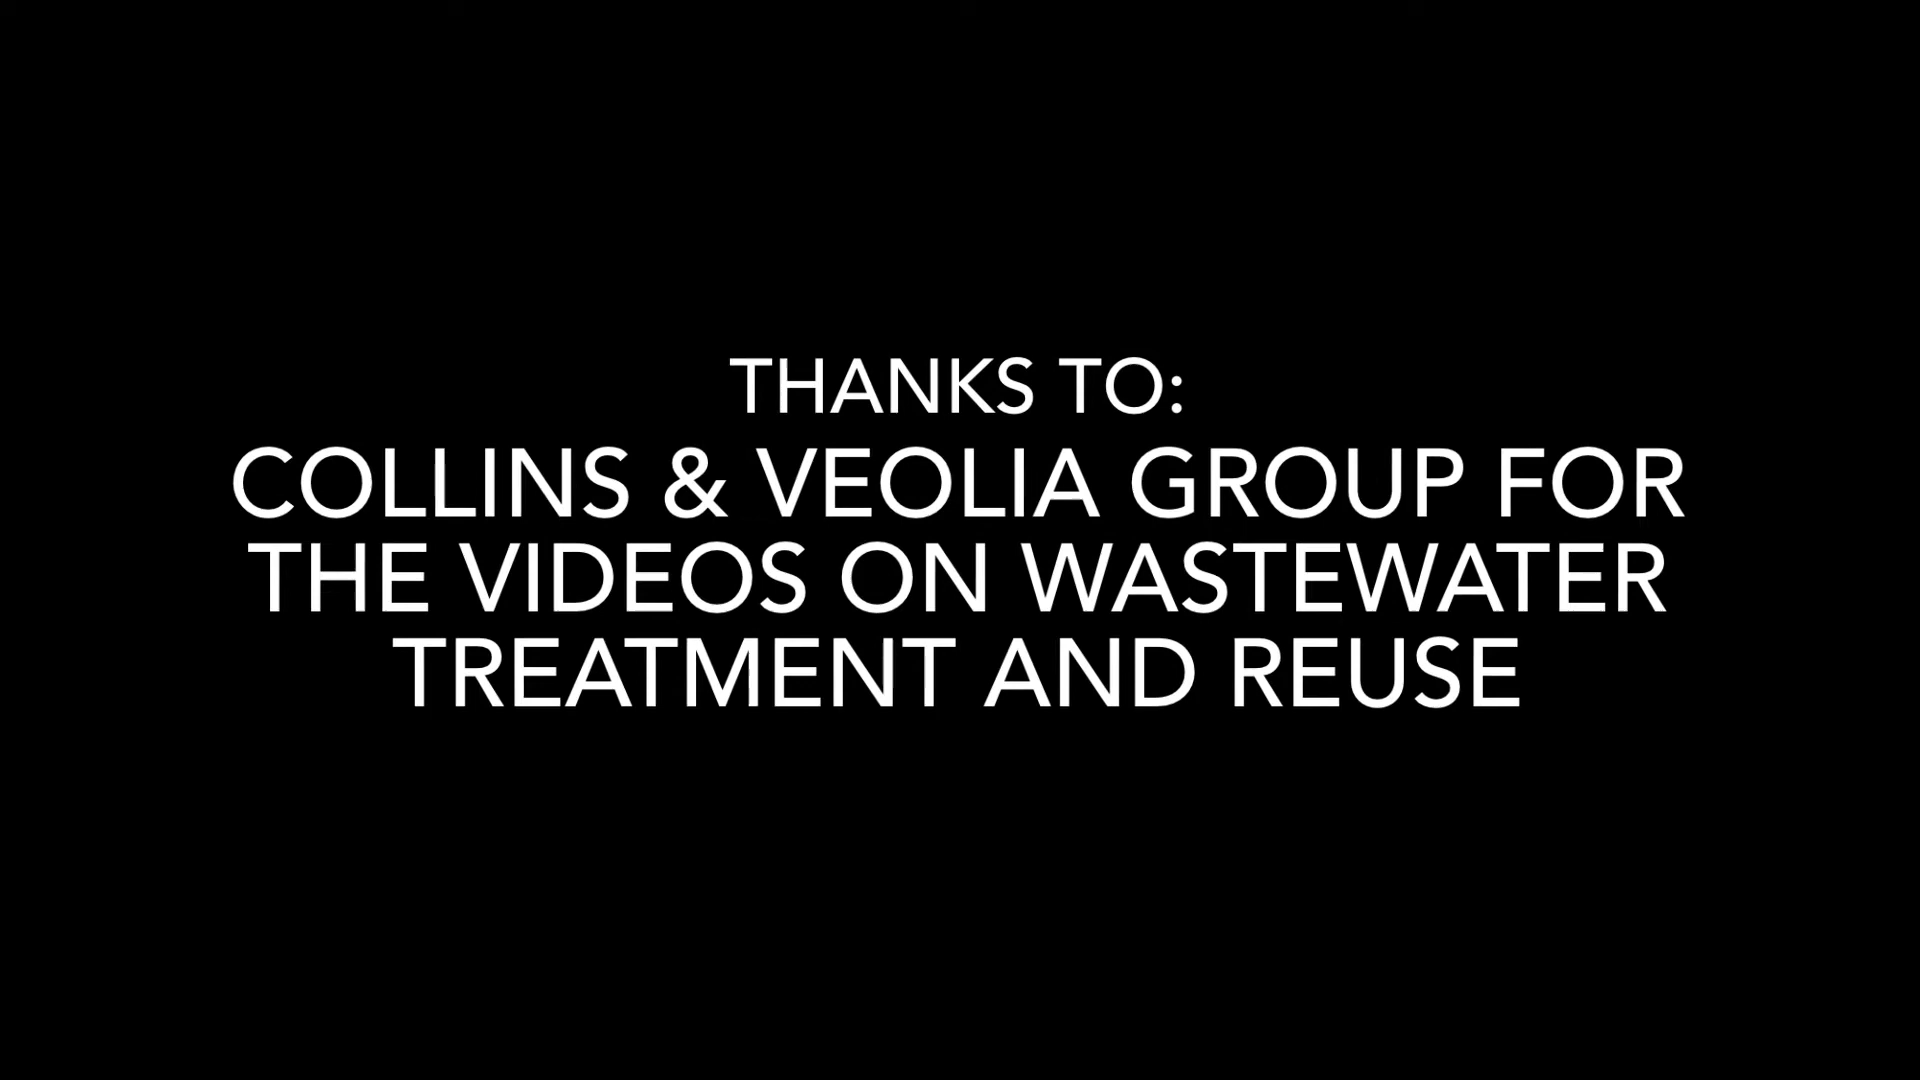 THANKS TO:
COLLINS & VEOLIA GROUP FOR
THE VIDEOS ON WASTEWATER
TREATMENT AND REUSE